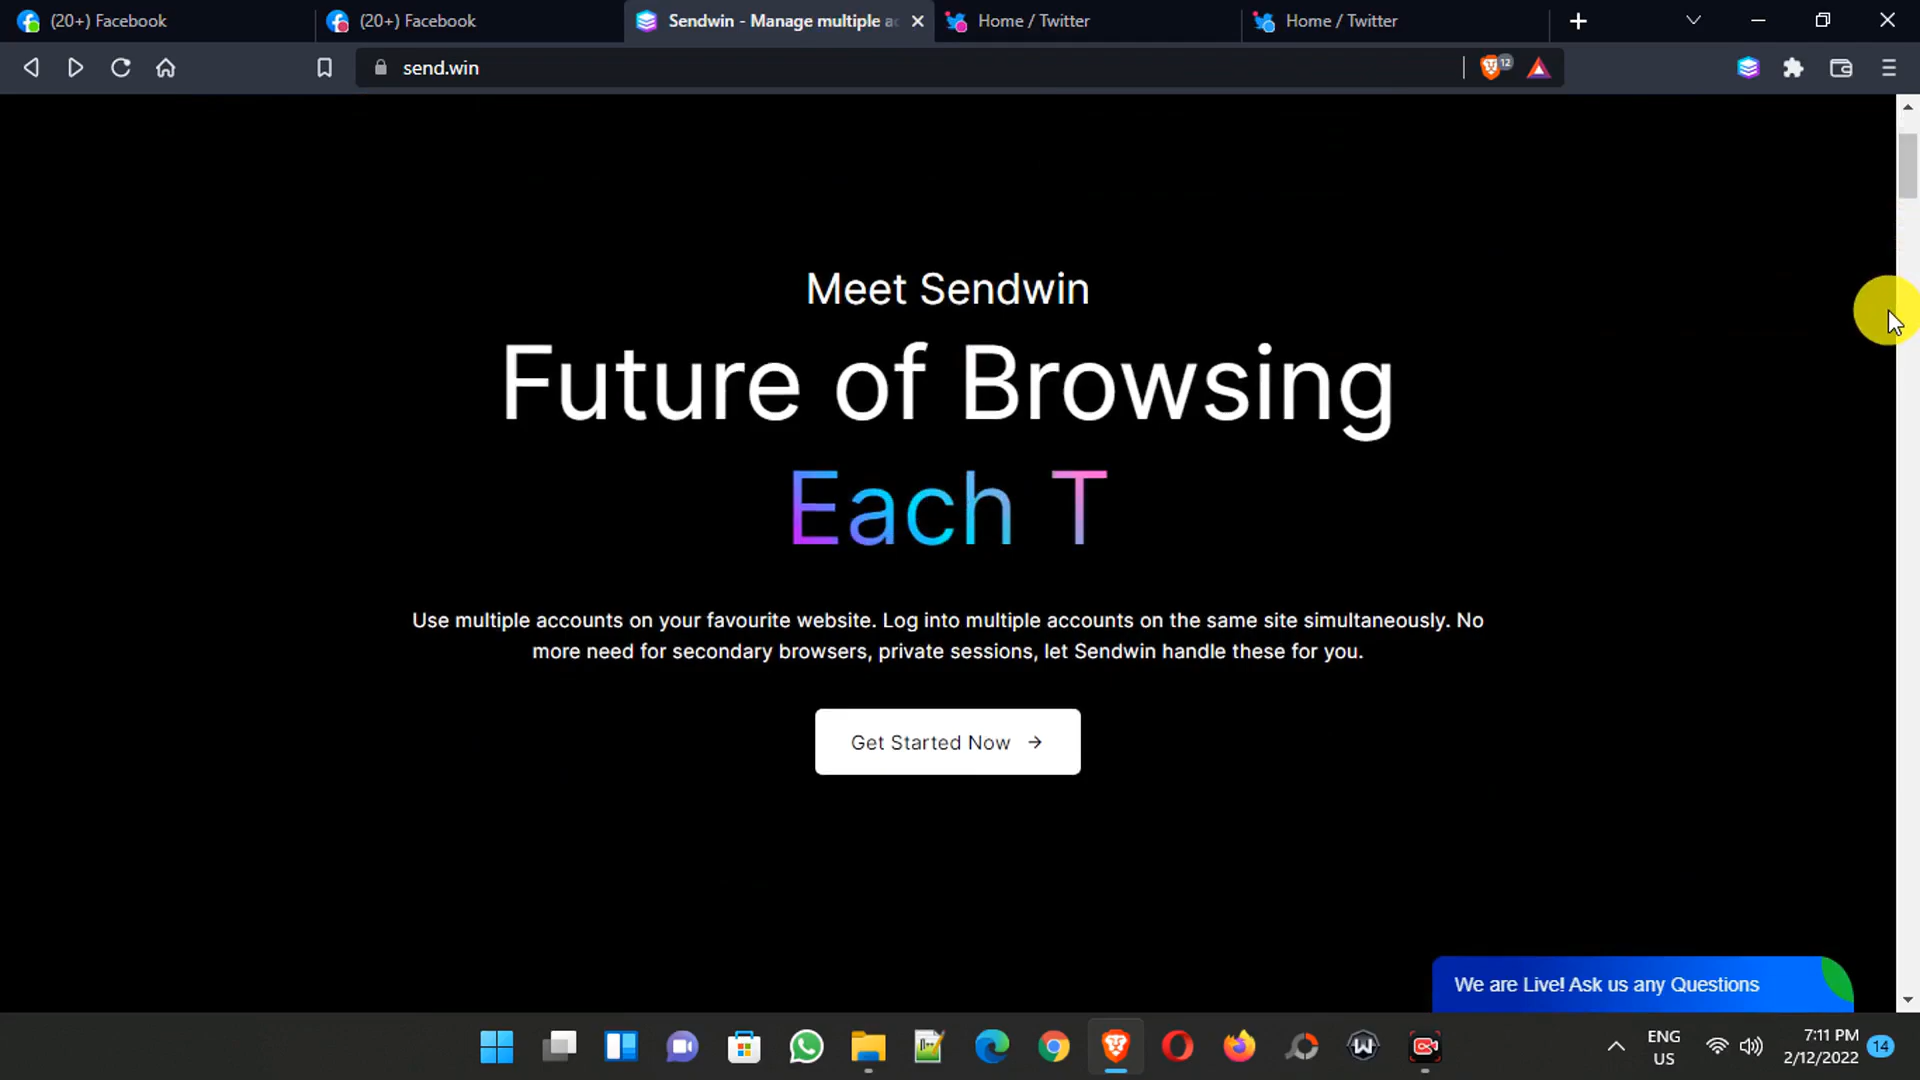 (20+) Facebook
(20+) Facebook
Sendwin - Manage multiple a
Home / Twitter
Home / Twitter
send.win
12
Meet Sendwin
Future of Browsing
Each T
Use multiple accounts on your favourite website. Log into multiple accounts on the same site simultaneously. No
more need for secondary browsers, private sessions, let Sendwin handle these for you.
Get Started Now →
We are Live! Ask us any Questions
ENG
US
7:11 PM
2/12/2022
14